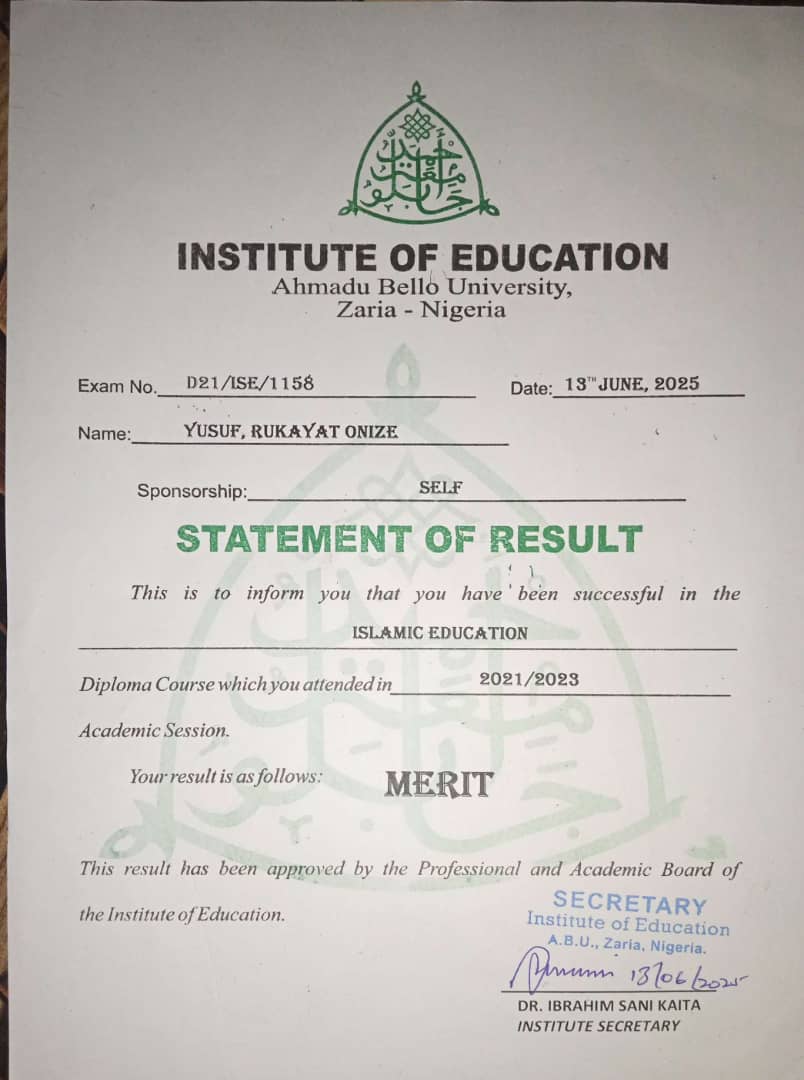 INSTITUTE OF EDUCATION
Ahmadu Bello University,
Zaria - Nigeria
Exam No. D21/ISE/1158 Date: 13TH JUNE, 2025
Name: YUSUF, RUKAYAT ONIZE
Sponsorship: SELF
STATEMENT OF RESULT
This is to inform you that you have been successful in the
ISLAMIC EDUCATION
Diploma Course which you attended in 2021/2023
Academic Session.
Your result is as follows: MERIT
This result has been approved by the Professional and Academic Board of
the Institute of Education.
SECRETARY
Institute of Education
A.B.U., Zaria, Nigeria.
13/06/2025
DR. IBRAHIM SANI KAITA
INSTITUTE SECRETARY